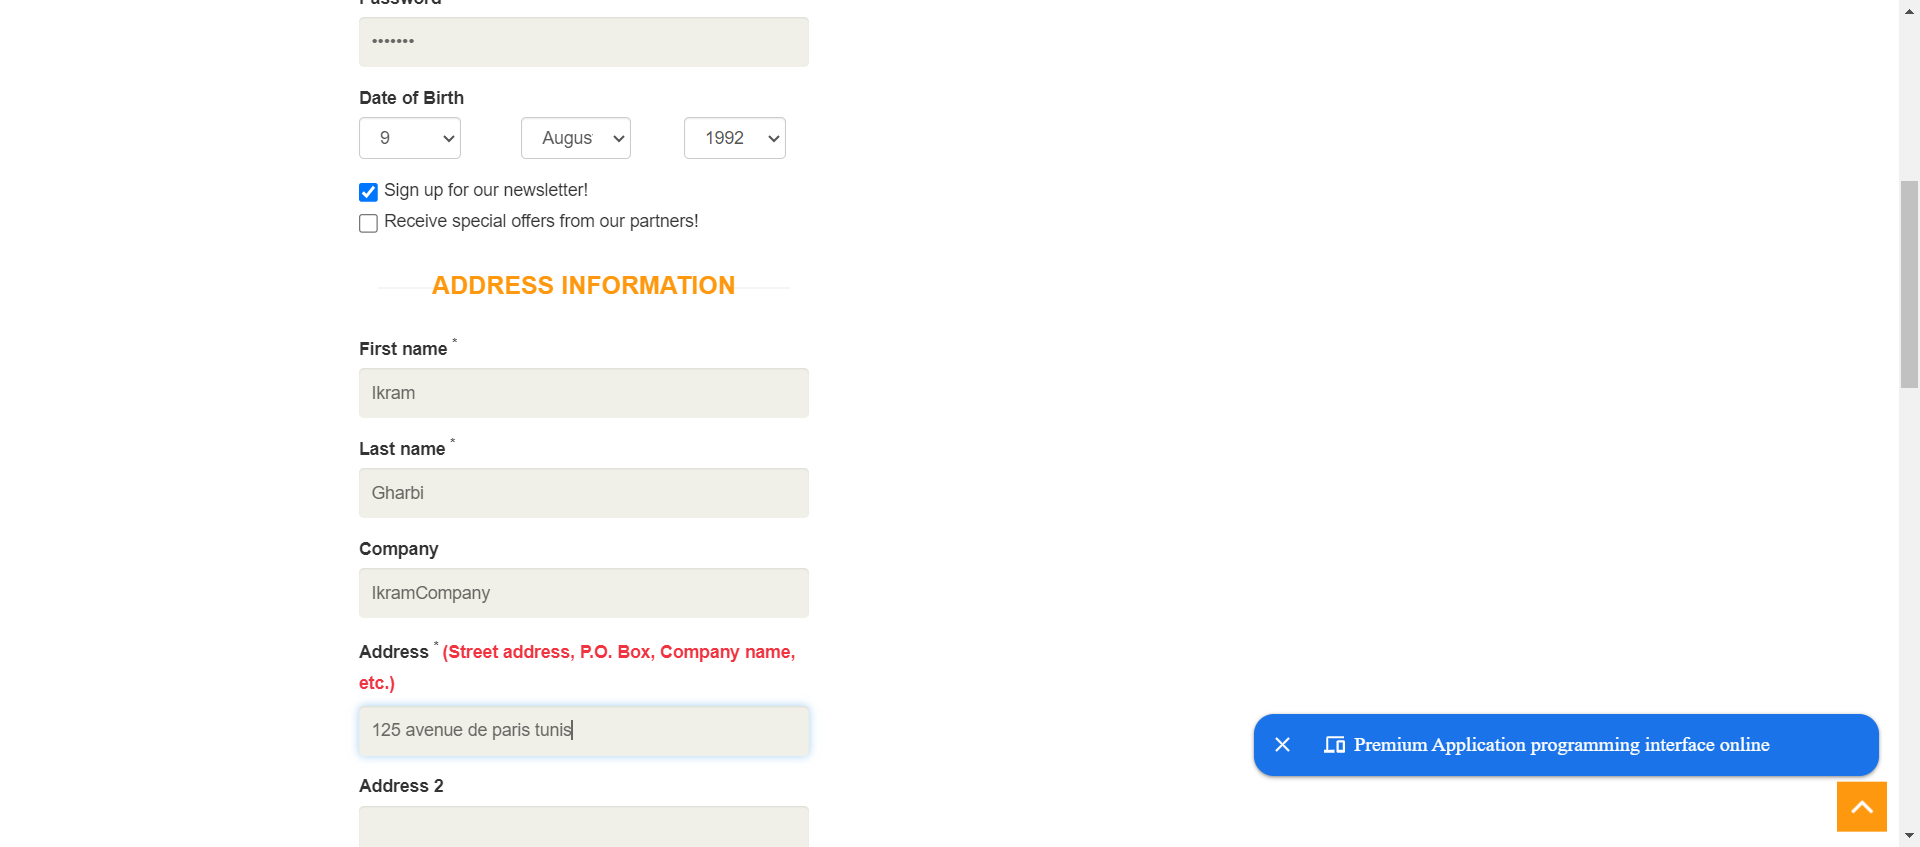 Password
•••••••
Date of Birth
9 Augus 1992
Sign up for our newsletter!
Receive special offers from our partners!
ADDRESS INFORMATION
First name *
Ikram
Last name *
Gharbi
Company
IkramCompany
Address * (Street address, P.O. Box, Company name,
etc.)
125 avenue de paris tunis
Premium Application programming interface online
Address 2